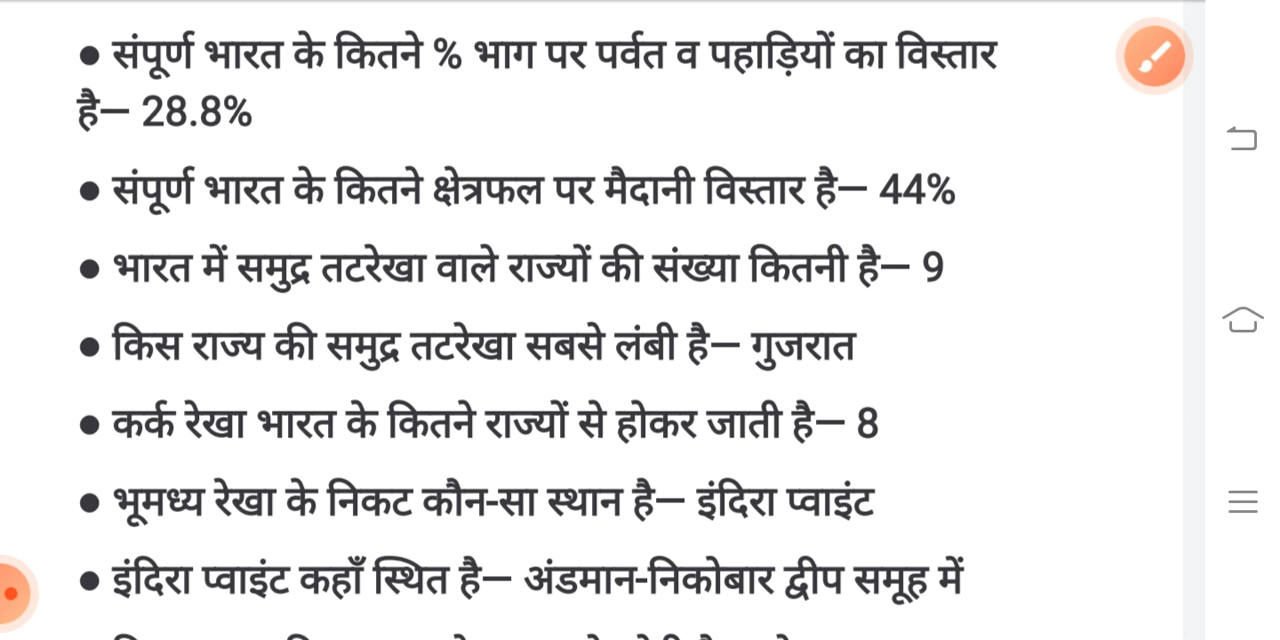 ● संपूर्ण भारत के कितने % भाग पर पर्वत व पहाड़ियों का विस्तार
है— 28.8%
● संपूर्ण भारत के कितने क्षेत्रफल पर मैदानी विस्तार है— 44%
● भारत में समुद्र तटरेखा वाले राज्यों की संख्या कितनी है— 9
● किस राज्य की समुद्र तटरेखा सबसे लंबी है— गुजरात
● कर्क रेखा भारत के कितने राज्यों से होकर जाती है— 8
● भूमध्य रेखा के निकट कौन-सा स्थान है— इंदिरा प्वाइंट
● इंदिरा प्वाइंट कहाँ स्थित है— अंडमान-निकोबार द्वीप समूह में